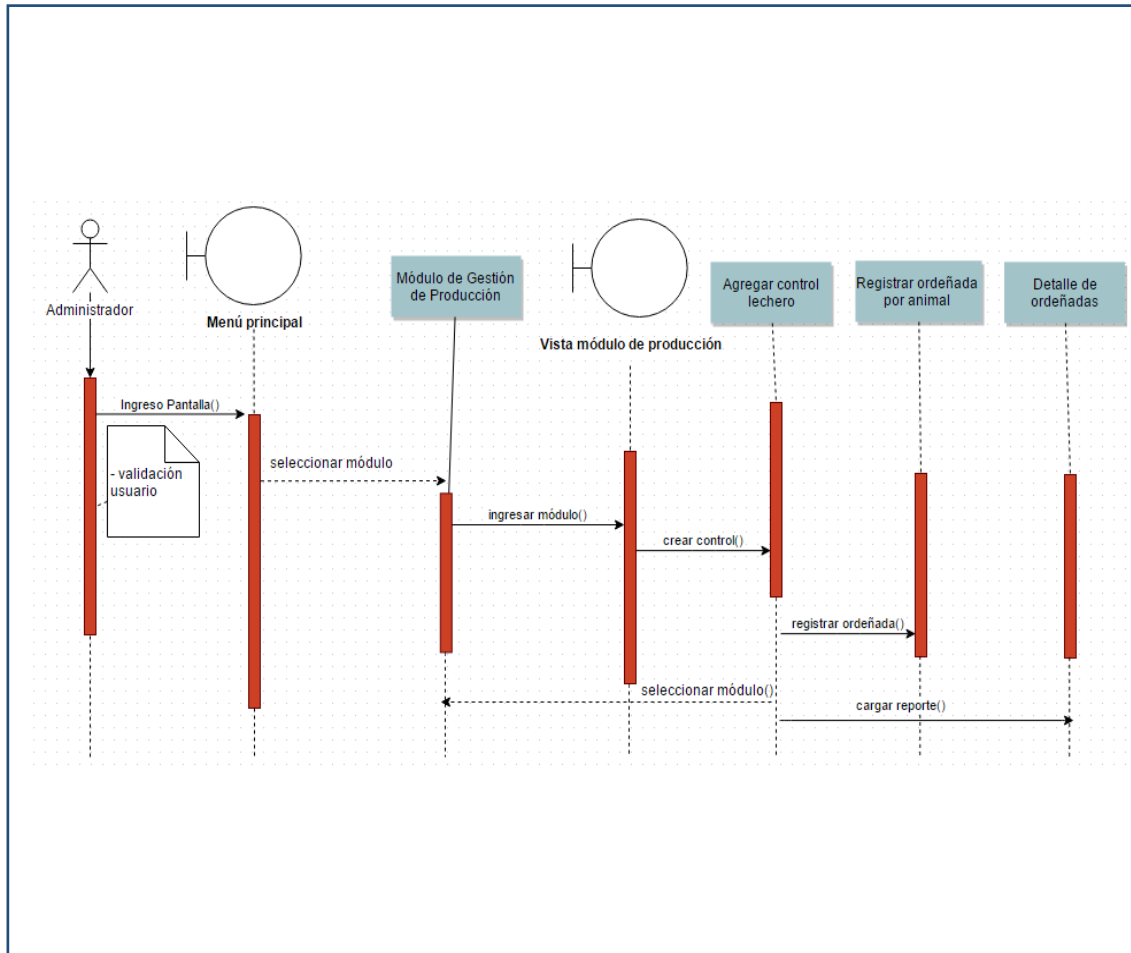 Administrador
Menú principal
Módulo de Gestión
de Producción
Vista módulo de producción
Agregar control
lechero
Registrar ordeñada
por animal
Detalle de
ordeñadas
Ingreso Pantalla()
- validación
usuario
seleccionar módulo
ingresar módulo()
crear control()
registrar ordeñada()
seleccionar módulo()
cargar reporte()